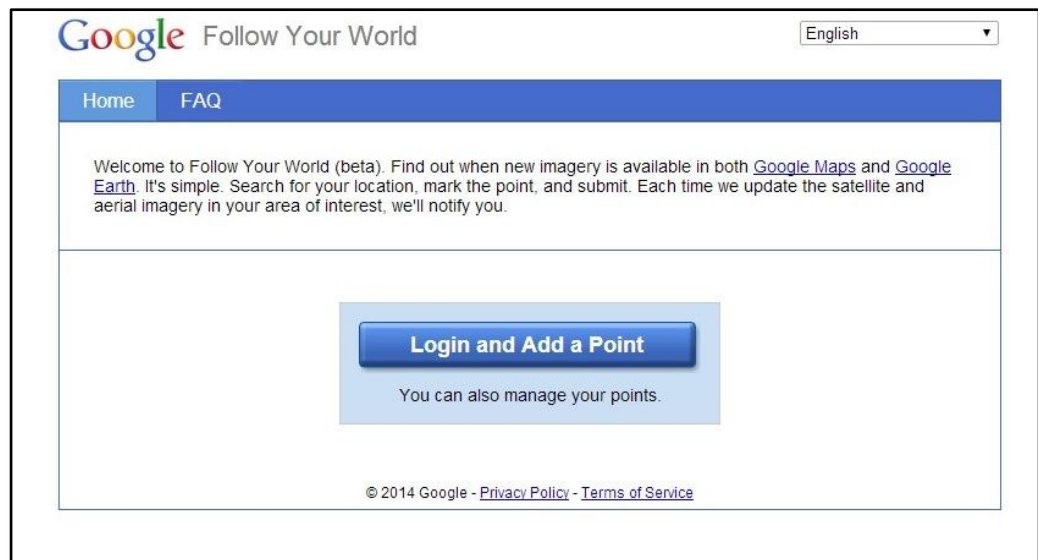 Google Follow Your World
English
Home FAQ
Welcome to Follow Your World (beta). Find out when new imagery is available in both Google Maps and Google
Earth. It's simple. Search for your location, mark the point, and submit. Each time we update the satellite and
aerial imagery in your area of interest, we'll notify you.
Login and Add a Point
You can also manage your points.
© 2014 Google - Privacy Policy - Terms of Service